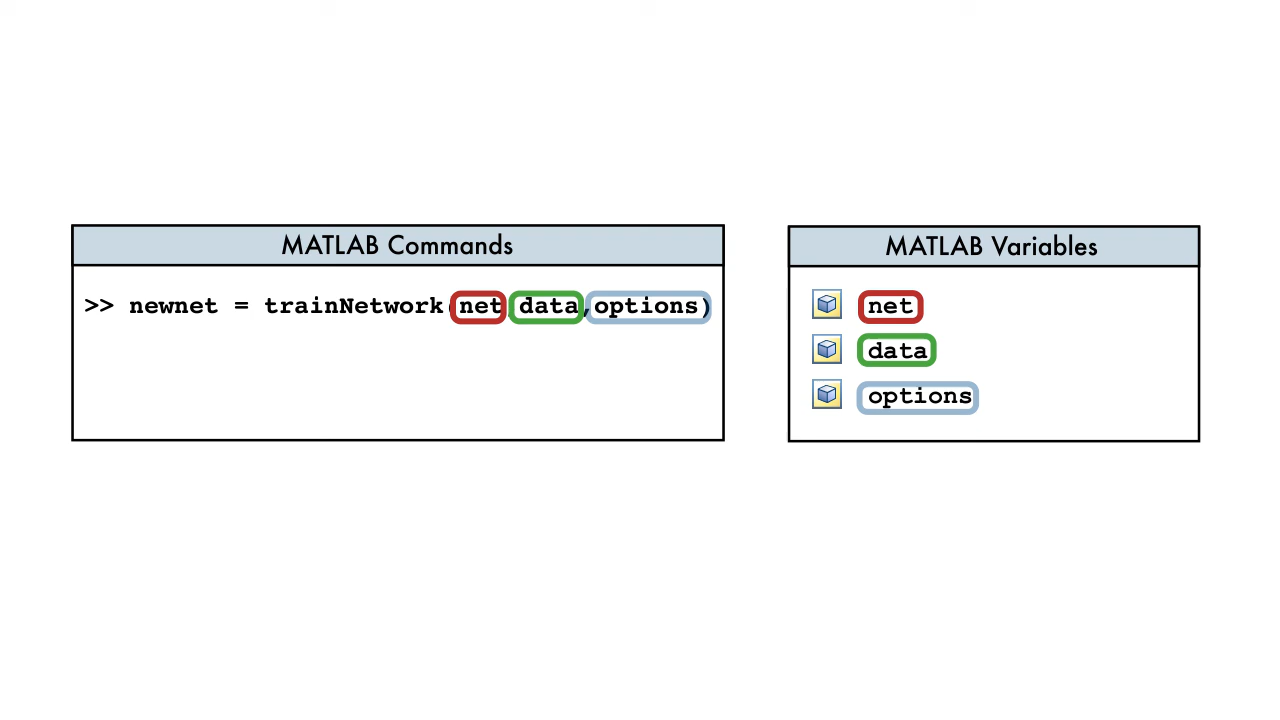 MATLAB Commands
>> newnet = trainNetwork(net,data,options)
MATLAB Variables
net
data
options